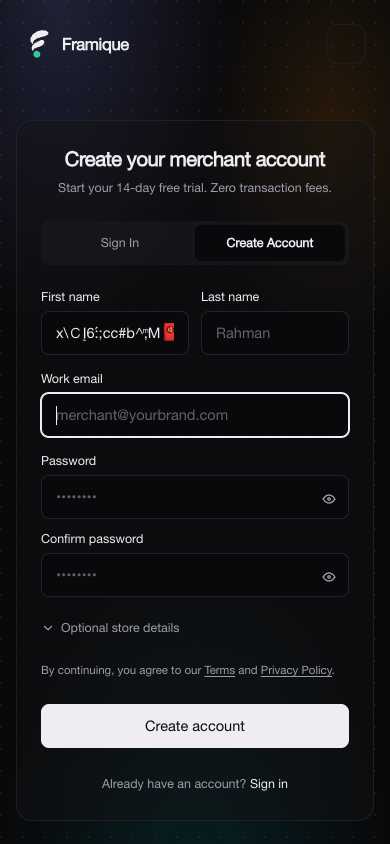 Framique
Create your merchant account
Start your 14-day free trial. Zero transaction fees.
Sign In
Create Account
First name
Last name
Rahman
Work email
merchant@yourbrand.com
Password
Confirm password
Optional store details
By continuing, you agree to our Terms and Privacy Policy.
Create account
Already have an account? Sign in